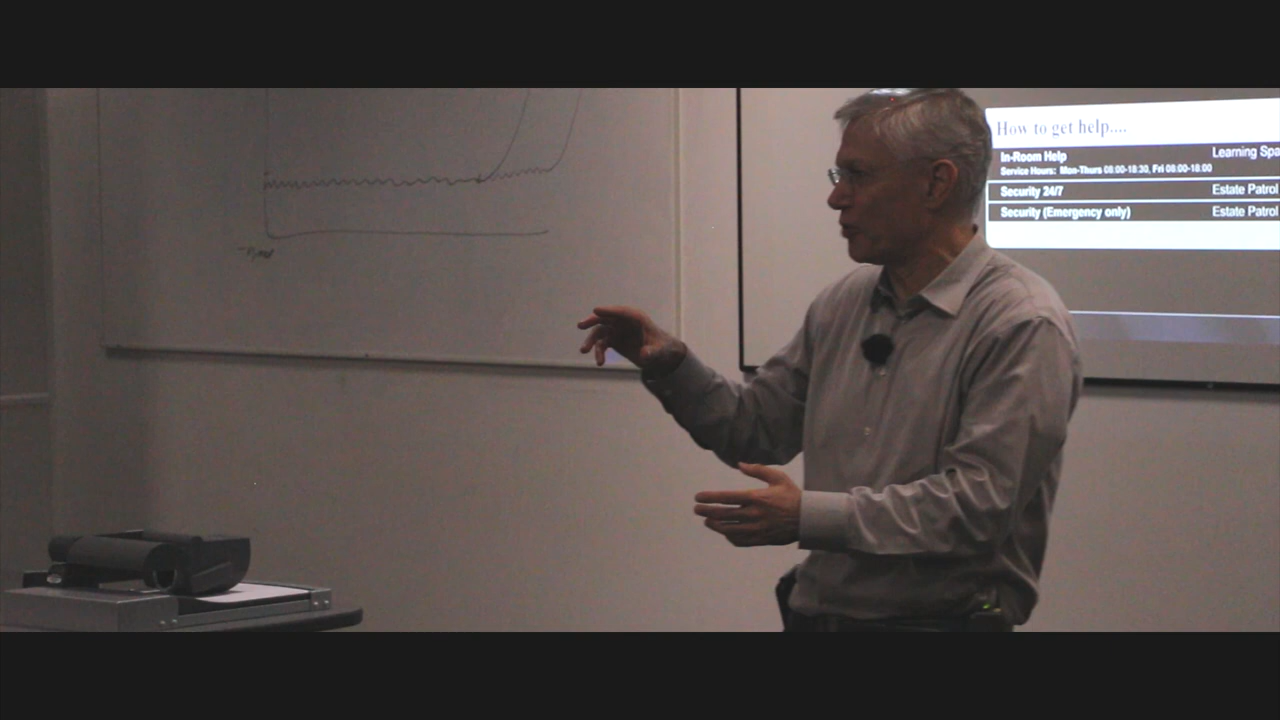 How to get help....
In-Room Help Learning Spa
Service Hours: Mon-Thurs 08:00-18:30, Fri 08:00-18:00
Security 24/7 Estate Patrol
Security (Emergency only) Estate Patrol